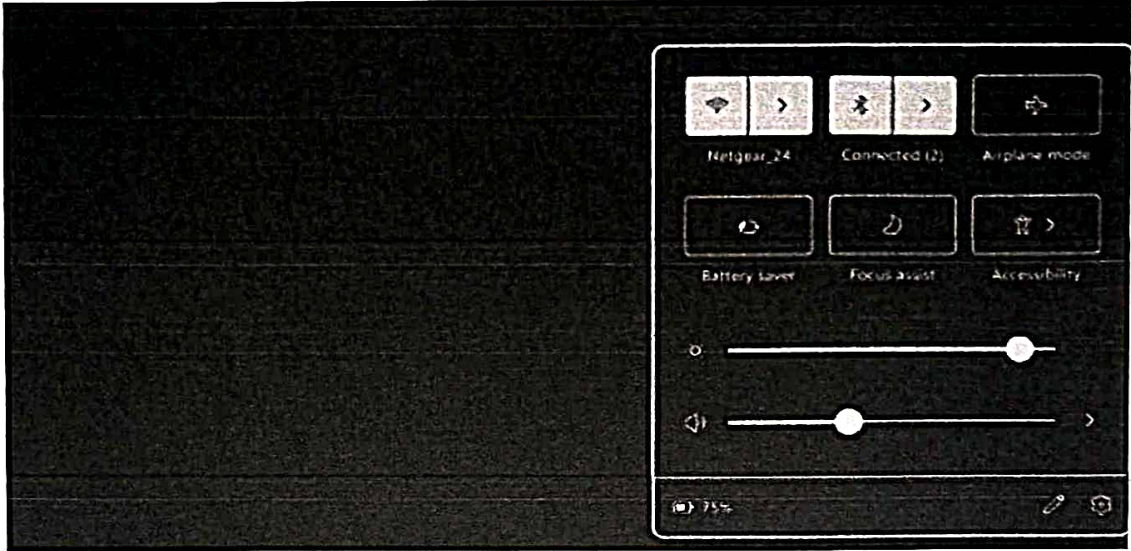 Netgear_24 Connected (2) Airplane mode
Battery saver Focus assist Accessibility
75%